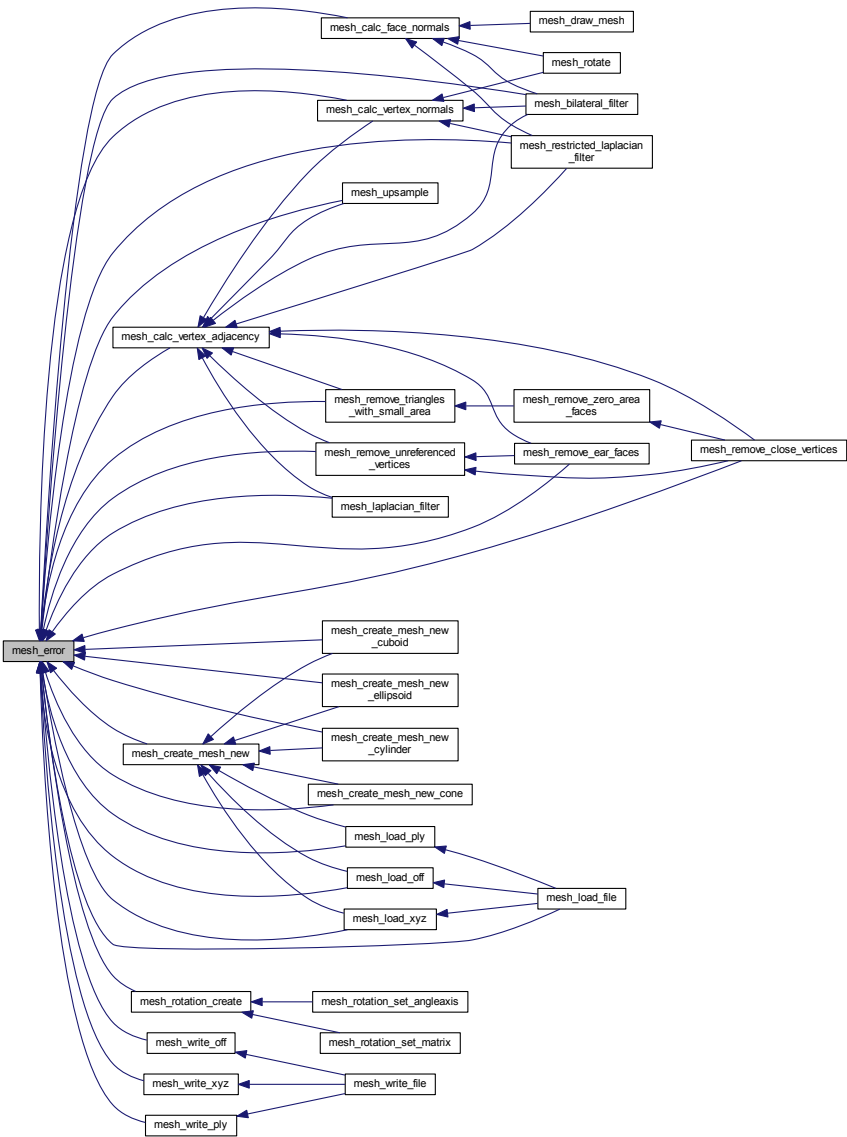 mesh_calc_face_normals
mesh_draw_mesh
mesh_rotate
mesh_calc_vertex_normals
mesh_bilateral_filter
mesh_restricted_laplacian
_filter
mesh_upsample
mesh_calc_vertex_adjacency
mesh_remove_triangles
_with_small_area
mesh_remove_zero_area
_faces
mesh_remove_unreferenced
_vertices
mesh_remove_ear_faces
mesh_remove_close_vertices
mesh_laplacian_filter
mesh_error
mesh_create_mesh_new
_cuboid
mesh_create_mesh_new
_ellipsoid
mesh_create_mesh_new
_cylinder
mesh_create_mesh_new
mesh_create_mesh_new_cone
mesh_load_ply
mesh_load_off
mesh_load_file
mesh_load_xyz
mesh_rotation_create
mesh_rotation_set_angleaxis
mesh_rotation_set_matrix
mesh_write_off
mesh_write_xyz
mesh_write_file
mesh_write_ply